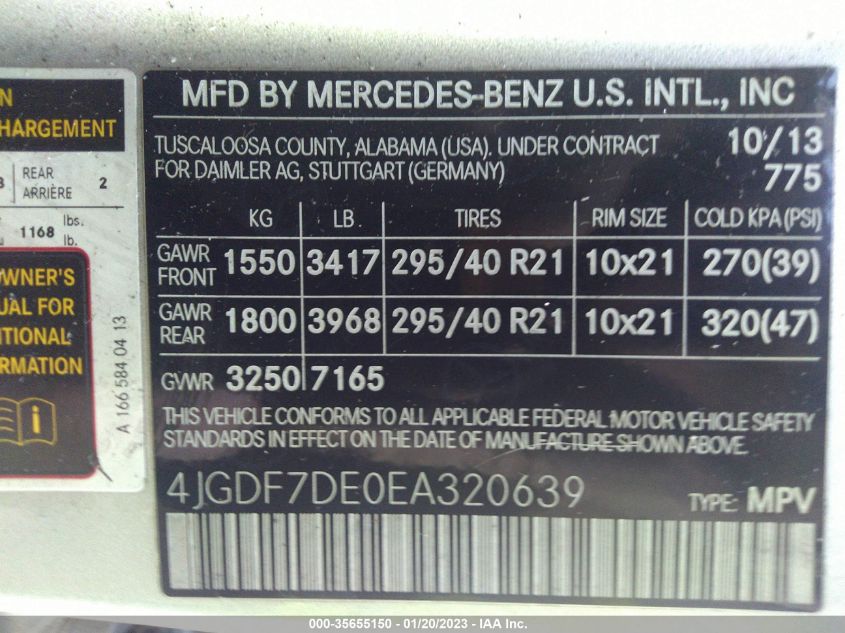 N
HARGEMENT
REAR
ARRIÈRE 2
1168 lbs.
lb.
WNER'S
UAL FOR
ITIONAL
RMATION
A 166 584 04 13
MFD BY MERCEDES-BENZ U.S. INTL., INC
TUSCALOOSA COUNTY, ALABAMA (USA). UNDER CONTRACT
FOR DAIMLER AG, STUTTGART (GERMANY)
10/13
775
KG LB TIRES RIM SIZE COLD KPA (PSI)
GAWR FRONT 1550 3417 295/40 R21 10x21 270(39)
GAWR REAR 1800 3968 295/40 R21 10x21 320(47)
GVWR 3250 7165
THIS VEHICLE CONFORMS TO ALL APPLICABLE FEDERAL MOTOR VEHICLE SAFETY
STANDARDS IN EFFECT ON THE DATE OF MANUFACTURE SHOWN ABOVE.
4JGDF7DE0EA320639 TYPE: MPV
000-35655150 - 01/20/2023 - IAA Inc.